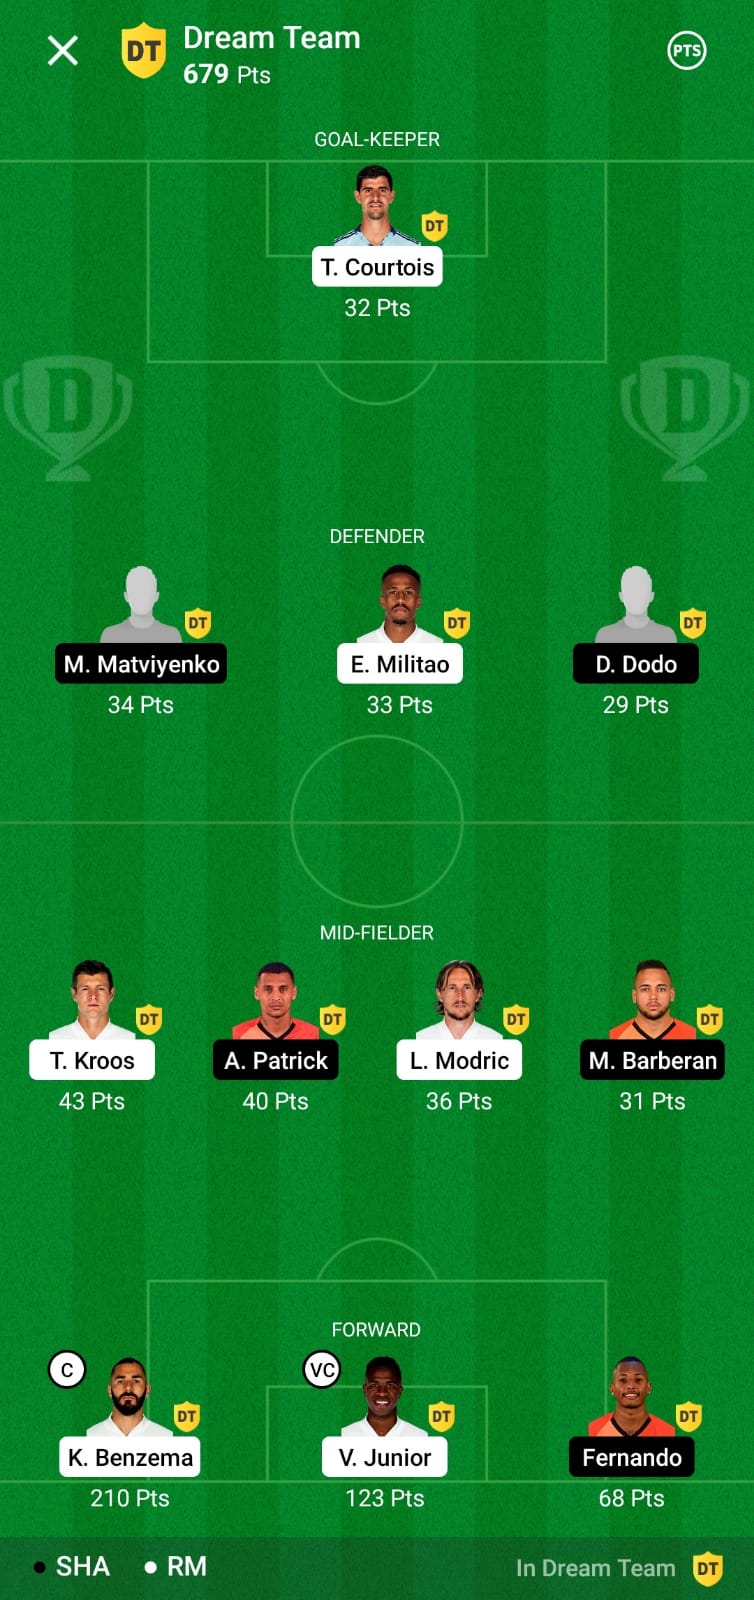 DT
Dream Team
679 Pts
PTS
GOAL-KEEPER
DT
T. Courtois
32 Pts
D
D
DEFENDER
DT
DT
DT
M. Matviyenko
E. Militao
D. Dodo
34 Pts
33 Pts
29 Pts
MID-FIELDER
DT
DT
DT
DT
T. Kroos
A. Patrick
L. Modric
M. Barberan
43 Pts
40 Pts
36 Pts
31 Pts
FORWARD
C
VC
DT
DT
DT
K. Benzema
V. Junior
Fernando
210 Pts
123 Pts
68 Pts
SHA
RM
In Dream Team
DT